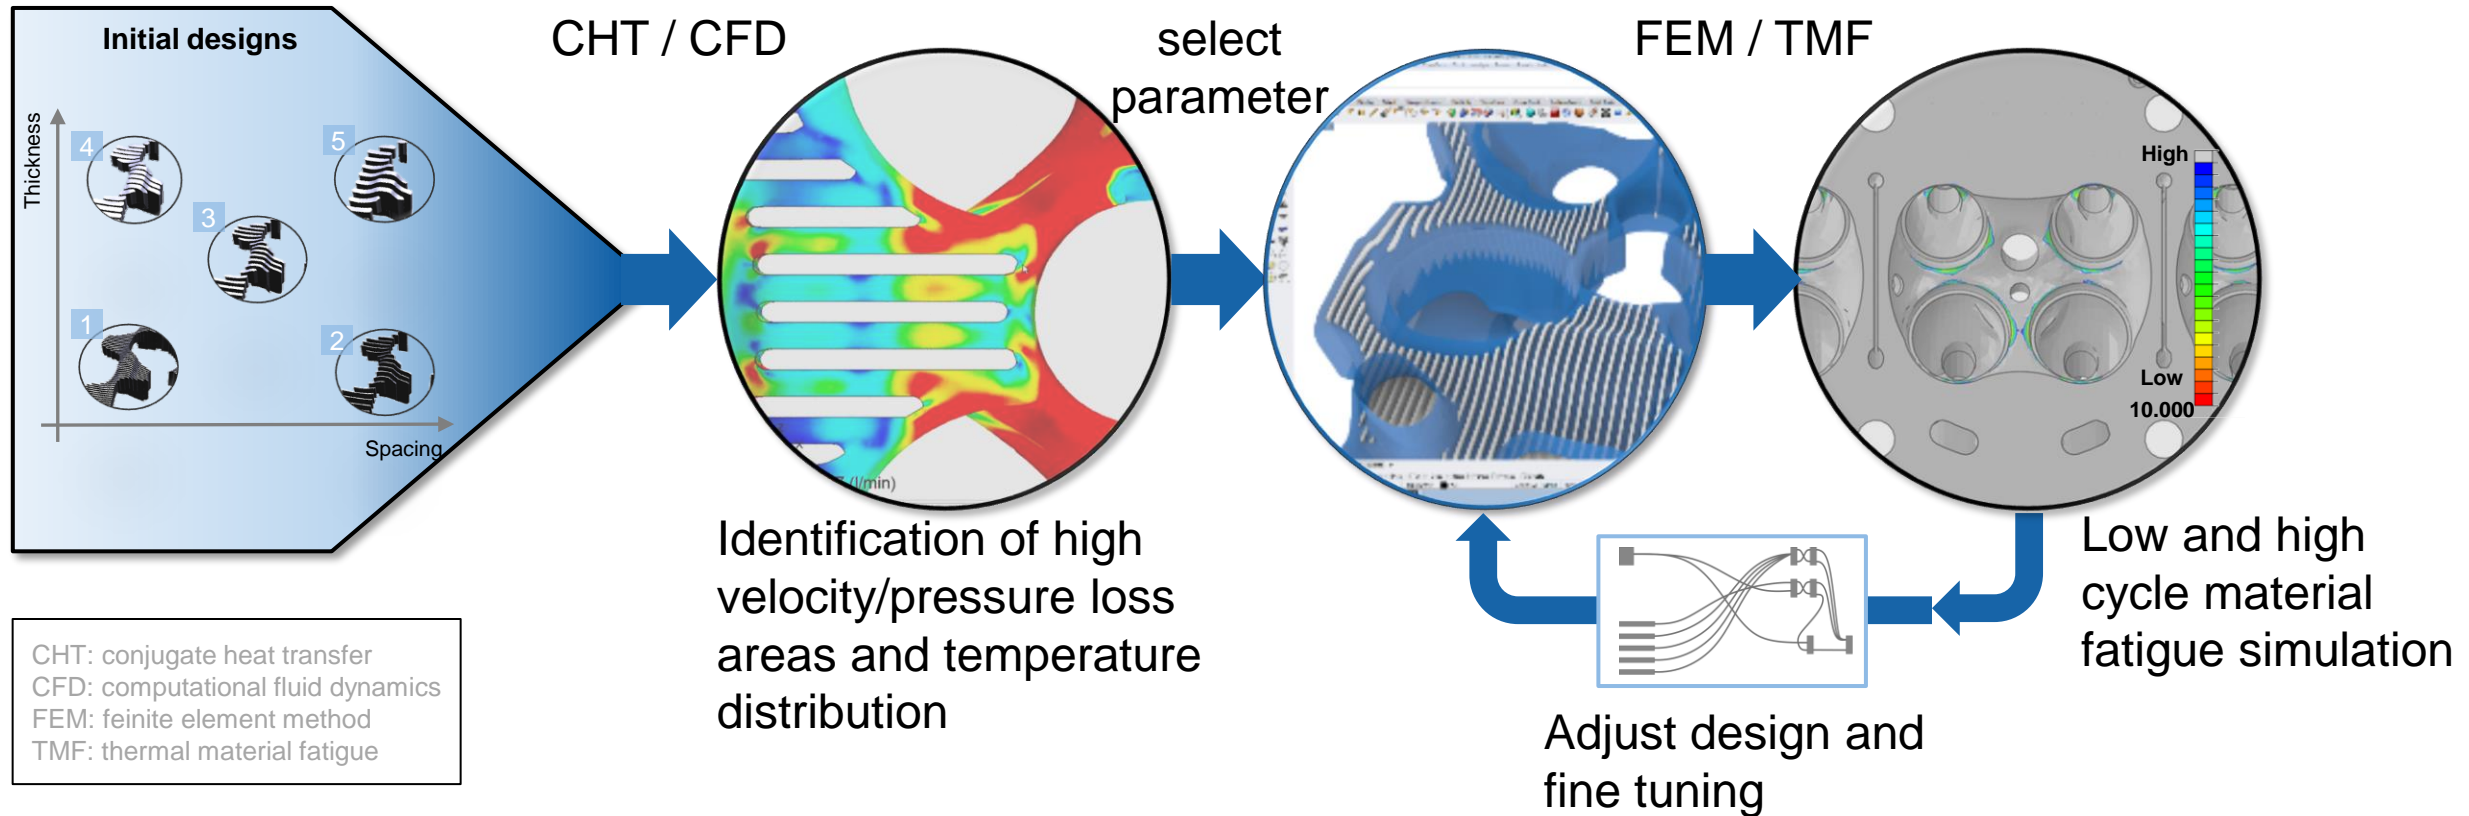 Initial designs
Thickness
4
5
3
1
2
Spacing
CHT / CFD
(l/min)
select
parameter
FEM / TMF
High
Low
10.000
Identification of high
velocity/pressure loss
areas and temperature
distribution
Low and high
cycle material
fatigue simulation
Adjust design and
fine tuning
CHT: conjugate heat transfer
CFD: computational fluid dynamics
FEM: feinite element method
TMF: thermal material fatigue